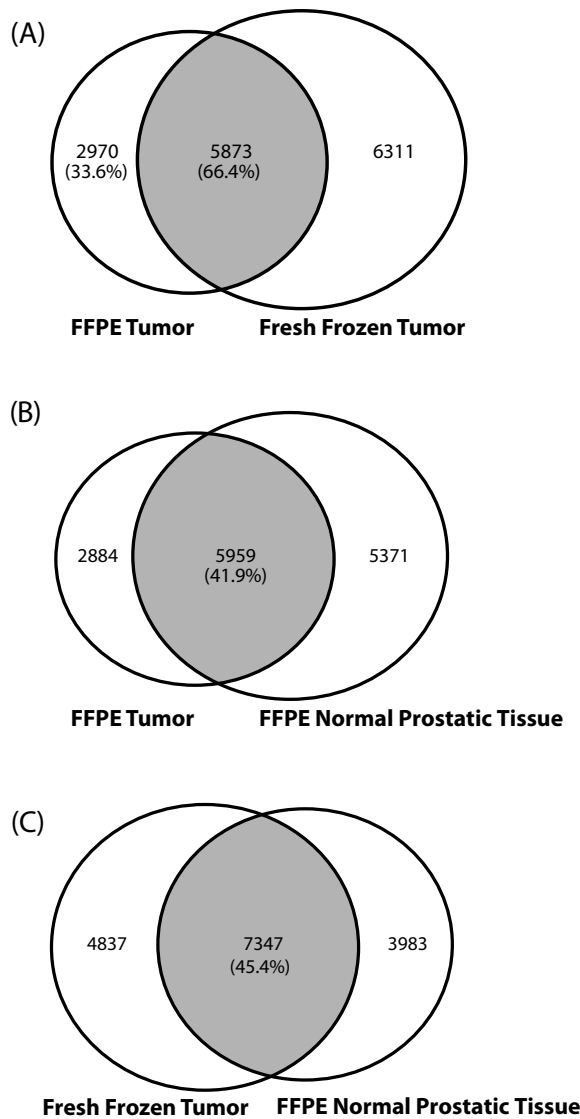 (A)
2970 5873 6311
(33.6%) (66.4%)
FFPE Tumor Fresh Frozen Tumor
(B)
2884 5959 5371
(41.9%)
FFPE Tumor FFPE Normal Prostatic Tissue
(C)
4837 7347 3983
(45.4%)
Fresh Frozen Tumor FFPE Normal Prostatic Tissue